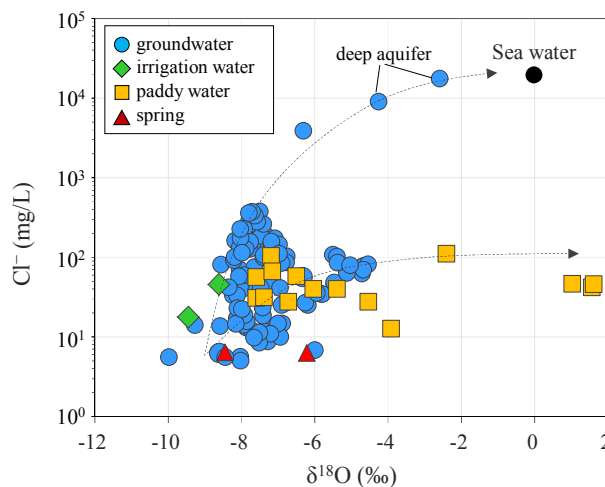 10⁵
10⁴
10³
10²
10¹
10⁰
Cl⁻ (mg/L)
groundwater
irrigation water
paddy water
spring
deep aquifer
Sea water
-12 -10 -8 -6 -4 -2 0 2
δ¹⁸O (‰)